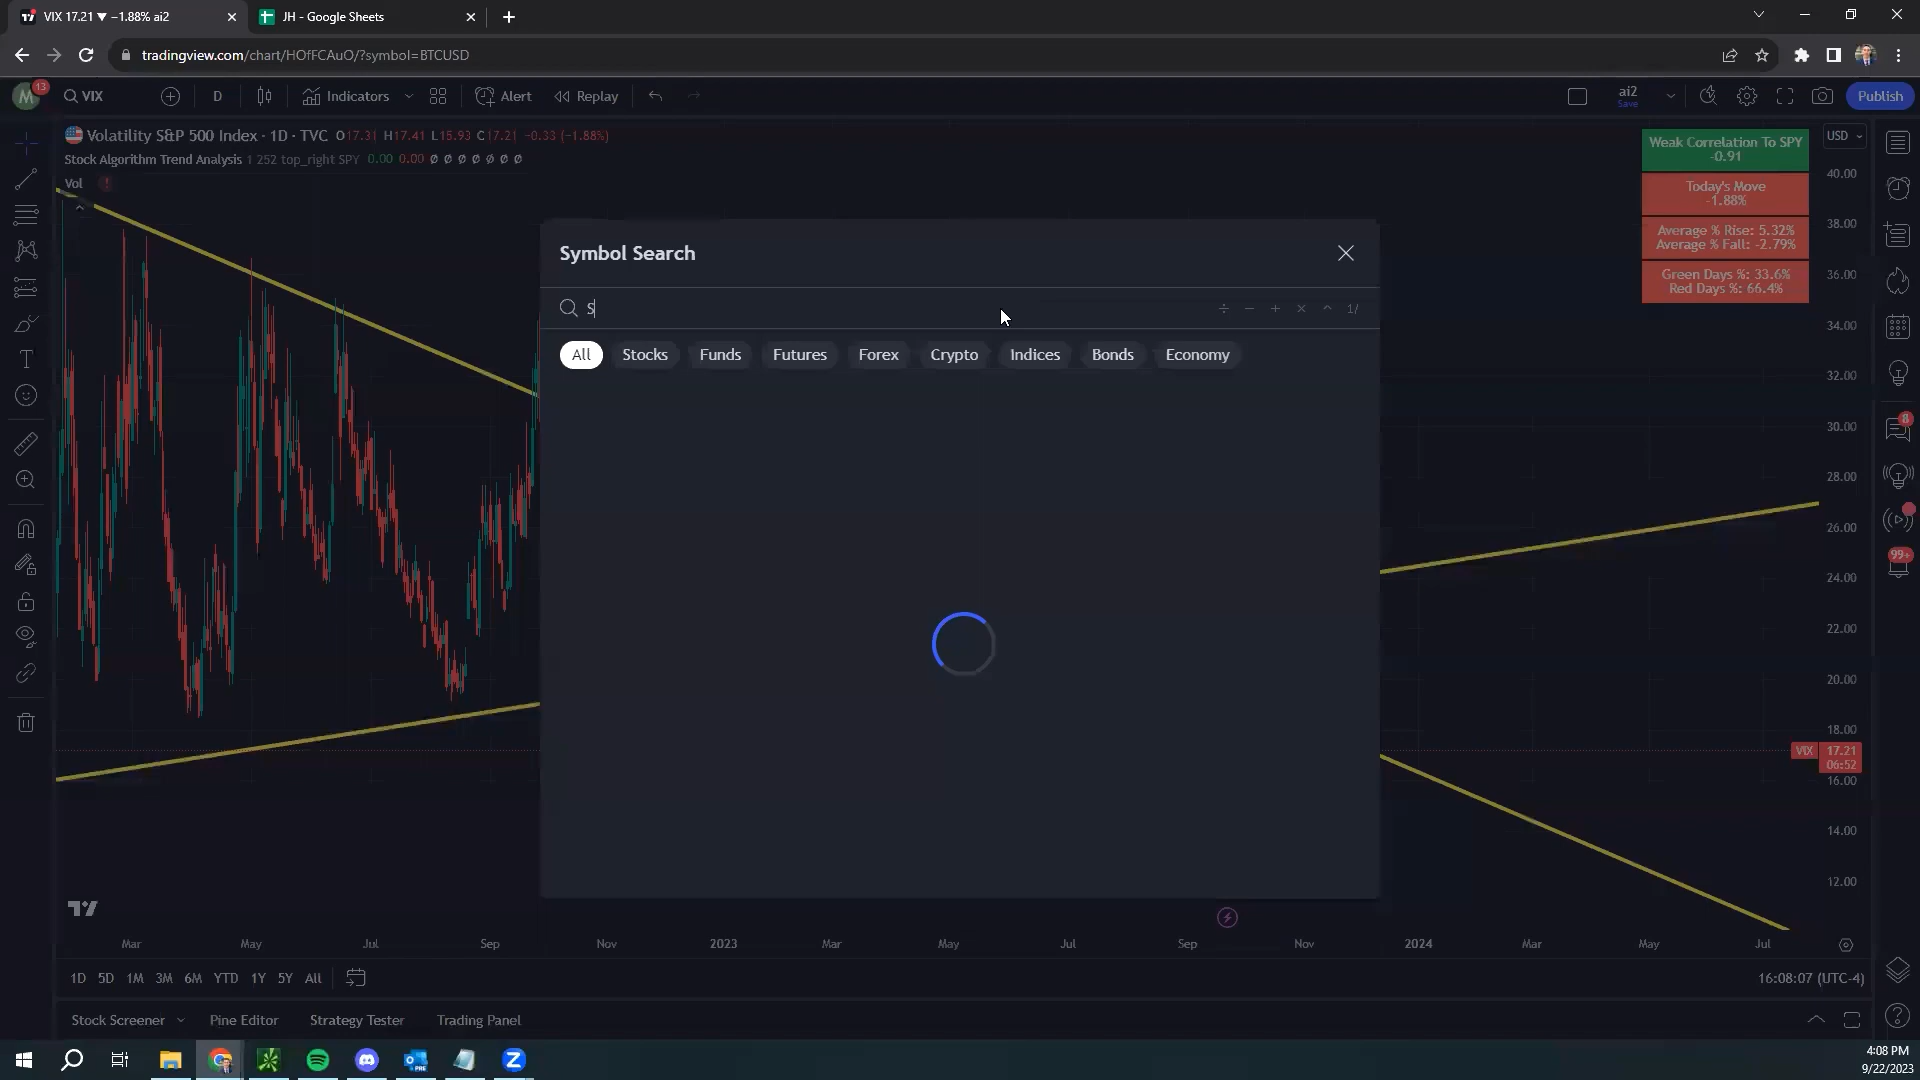 VIX 17.21 ▼ −1.88% ai2
JH - Google Sheets
tradingview.com/chart/HOfFCAuO/?symbol=BTCUSD
M
13
VIX
D
Indicators
Alert
Replay
ai2
Save
Publish
Volatility S&P 500 Index · 1D · TVC O17.31 H17.41 L15.93 C17.21 −0.33 (−1.88%)
Stock Algorithm Trend Analysis 1 252 top_right SPY 0.00 0.00 ø ø ø ø ø ø ø
Vol
Weak Correlation To SPY
-0.91
Today's Move
-1.88%
Average % Rise: 5.32%
Average % Fall: -2.79%
Green Days %: 33.6%
Red Days %: 66.4%
USD
40.00
38.00
36.00
34.00
32.00
30.00
28.00
26.00
24.00
22.00
20.00
18.00
VIX 17.21
06:52
16.00
14.00
12.00
Symbol Search
S
÷ − + × ^ 1/
All Stocks Funds Futures Forex Crypto Indices Bonds Economy
8
99+
Mar May Jul Sep Nov 2023 Mar May Jul Sep Nov 2024 Mar May Jul
1D 5D 1M 3M 6M YTD 1Y 5Y All
16:08:07 (UTC-4)
Stock Screener Pine Editor Strategy Tester Trading Panel
4:08 PM
9/22/2023